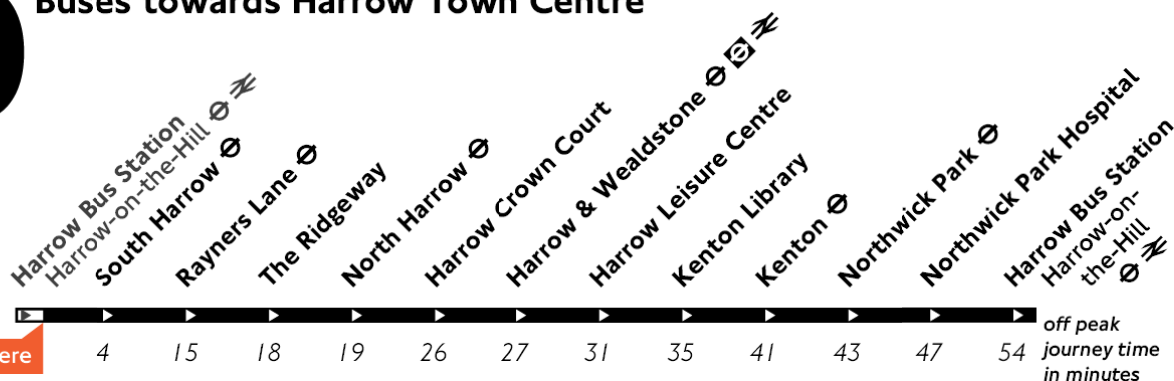 Buses towards Harrow Town Centre
Harrow Bus Station
Harrow-on-the-Hill
South Harrow
Rayners Lane
The Ridgeway
North Harrow
Harrow Crown Court
Harrow & Wealdstone
Harrow Leisure Centre
Kenton Library
Kenton
Northwick Park
Northwick Park Hospital
Harrow Bus Station
Harrow-on-
the-Hill
ere
4 15 18 19 26 27 31 35 41 43 47 54
off peak
journey time
in minutes